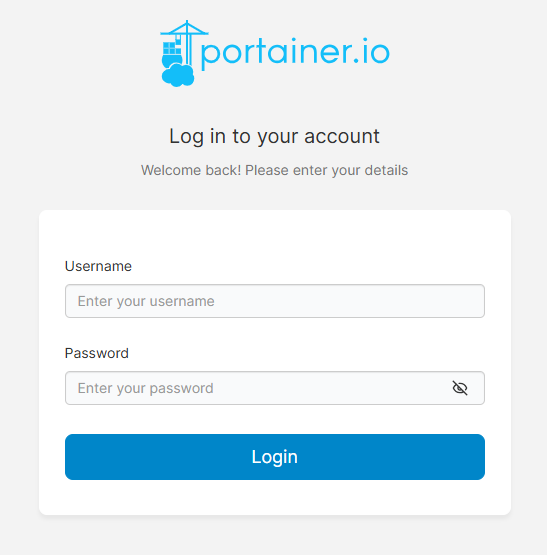 portainer.io
Log in to your account
Welcome back! Please enter your details
Username
Enter your username
Password
Enter your password
Login